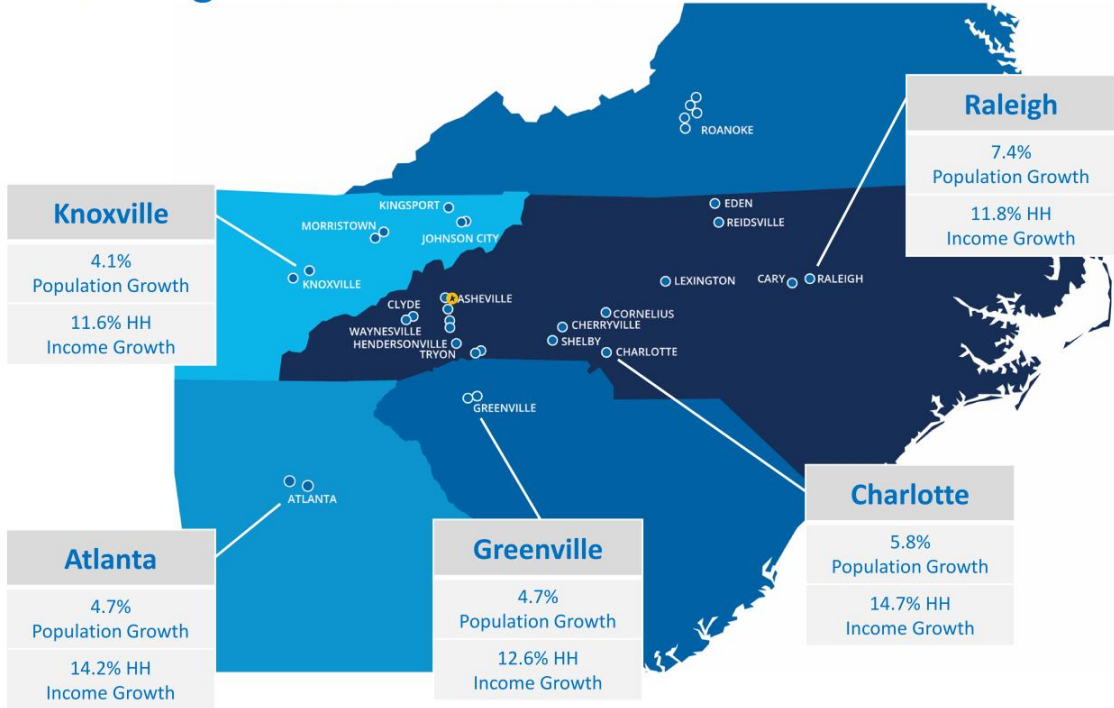 ROANOKE
Raleigh
7.4%
Population Growth
11.8% HH
Income Growth
Knoxville
4.1%
Population Growth
11.6% HH
Income Growth
KINGSPORT
MORRISTOWN
JOHNSON CITY
KNOXVILLE
EDEN
REIDSVILLE
LEXINGTON
CARY
RALEIGH
ASHEVILLE
CLYDE
WAYNESVILLE
HENDERSONVILLE
TRYON
CORNELIUS
CHERRYVILLE
SHELBY
CHARLOTTE
GREENVILLE
ATLANTA
Charlotte
5.8%
Population Growth
14.7% HH
Income Growth
Atlanta
4.7%
Population Growth
14.2% HH
Income Growth
Greenville
4.7%
Population Growth
12.6% HH
Income Growth